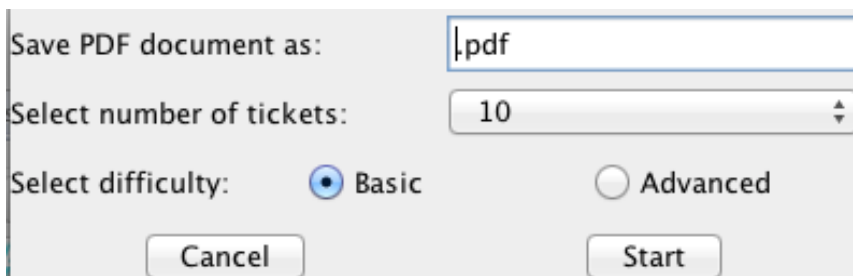 Save PDF document as: .pdf
Select number of tickets: 10
Select difficulty: Basic Advanced
Cancel Start